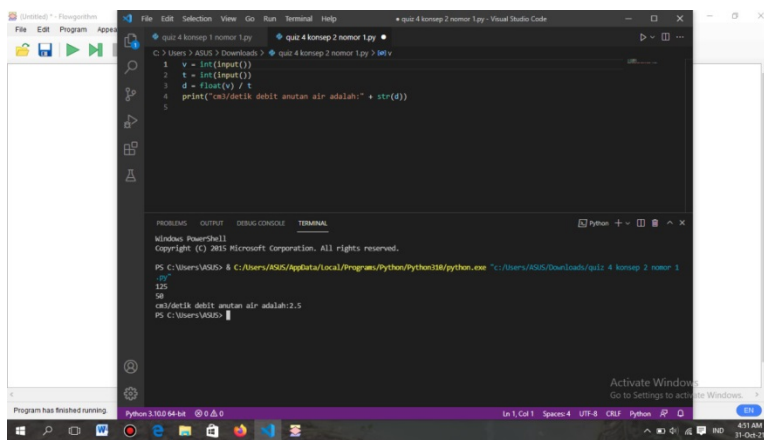 (Untitled) * - Flowgorithm
File Edit Program Appea
File Edit Selection View Go Run Terminal Help
● quiz 4 konsep 2 nomor 1.py - Visual Studio Code
quiz 4 konsep 1 nomor 1.py
quiz 4 konsep 2 nomor 1.py ●
C: > Users > ASUS > Downloads > quiz 4 konsep 2 nomor 1.py > v
1 v = int(input())
2 t = int(input())
3 d = float(v) / t
4 print("cm3/detik debit anutan air adalah:" + str(d))
5
PROBLEMS OUTPUT DEBUG CONSOLE TERMINAL
Python
Windows PowerShell
Copyright (C) 2015 Microsoft Corporation. All rights reserved.
PS C:\Users\ASUS> & C:/Users/ASUS/AppData/Local/Programs/Python/Python310/python.exe "c:/Users/ASUS/Downloads/quiz 4 konsep 2 nomor 1
.py"
125
50
cm3/detik debit anutan air adalah:2.5
PS C:\Users\ASUS>
Activate Windows
Go to Settings to activate Windows.
Program has finished running.
Python 3.10.0 64-bit 0 0
Ln 1, Col 1 Spaces: 4 UTF-8 CRLF Python
EN
IND
4:51 AM
31-Oct-21